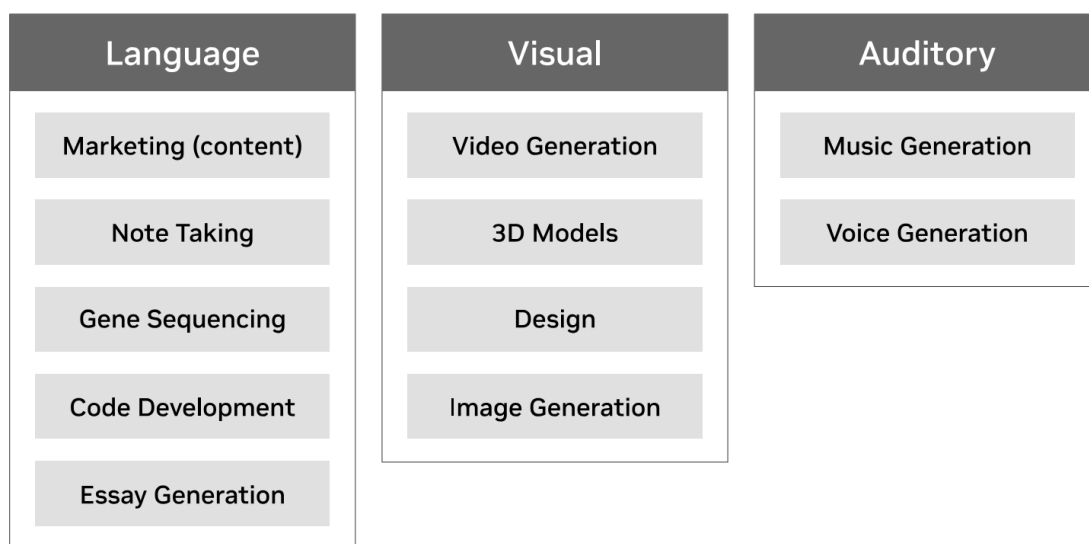 Language
Marketing (content)
Note Taking
Gene Sequencing
Code Development
Essay Generation
Visual
Video Generation
3D Models
Design
Image Generation
Auditory
Music Generation
Voice Generation